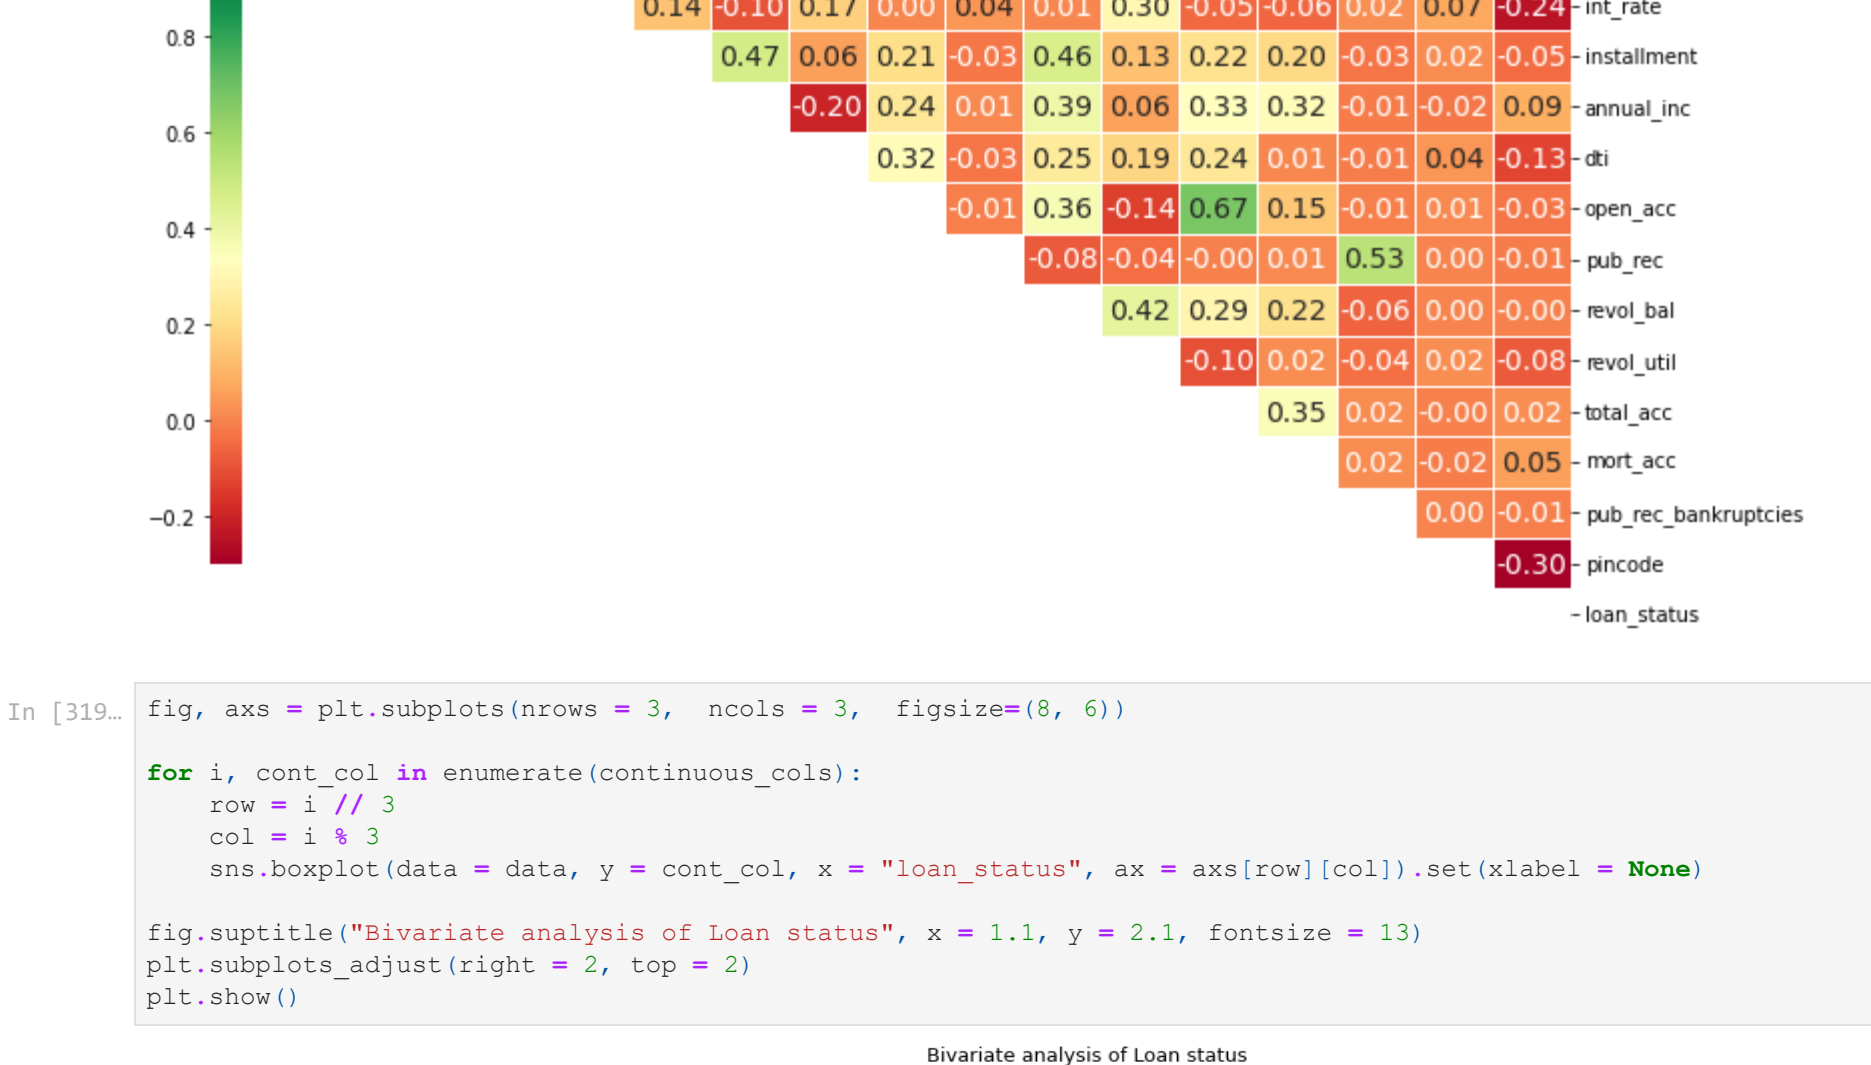 0.14 -0.10 0.17 0.00 0.04 0.01 0.30 -0.05 -0.06 0.02 0.07 -0.24 int_rate
0.8
0.47 0.06 0.21 -0.03 0.46 0.13 0.22 0.20 -0.03 0.02 -0.05 installment
-0.20 0.24 0.01 0.39 0.06 0.33 0.32 -0.01 -0.02 0.09 annual_inc
0.6
0.32 -0.03 0.25 0.19 0.24 0.01 -0.01 0.04 -0.13 dti
-0.01 0.36 -0.14 0.67 0.15 -0.01 0.01 -0.03 open_acc
0.4
-0.08 -0.04 -0.00 0.01 0.53 0.00 -0.01 pub_rec
0.42 0.29 0.22 -0.06 0.00 -0.00 revol_bal
0.2
-0.10 0.02 -0.04 0.02 -0.08 revol_util
0.35 0.02 -0.00 0.02 total_acc
0.0
0.02 -0.02 0.05 mort_acc
0.00 -0.01 pub_rec_bankruptcies
−0.2
-0.30 pincode
loan_status
In [319… fig, axs = plt.subplots(nrows = 3,  ncols = 3,  figsize=(8, 6))
for i, cont_col in enumerate(continuous_cols):
    row = i // 3
    col = i % 3
    sns.boxplot(data = data, y = cont_col, x = "loan_status", ax = axs[row][col]).set(xlabel = None)
fig.suptitle("Bivariate analysis of Loan status", x = 1.1, y = 2.1, fontsize = 13)
plt.subplots_adjust(right = 2, top = 2)
plt.show()
Bivariate analysis of Loan status